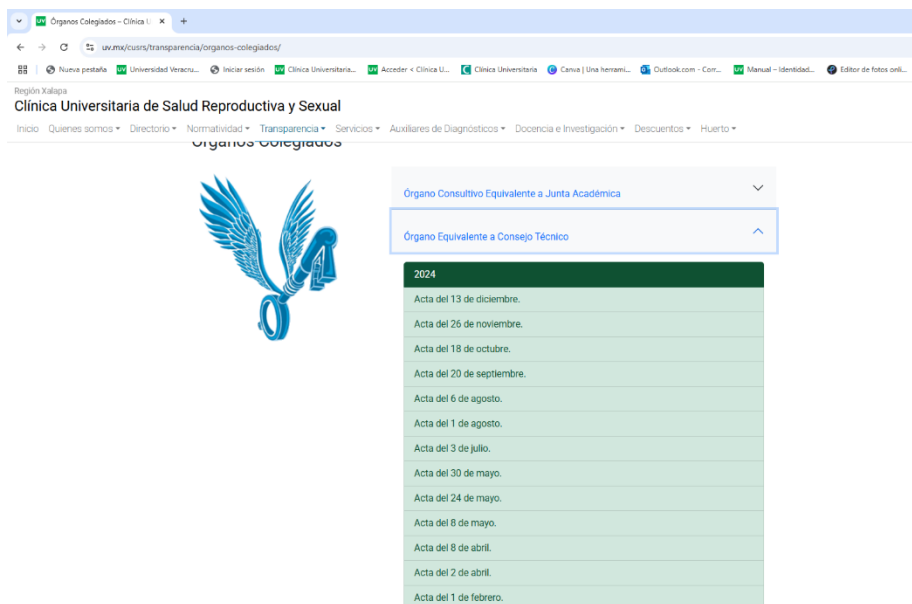 Órganos Colegiados – Clínica U
uv.mx/cusrs/transparencia/organos-colegiados/
Nueva pestaña UV Universidad Veracru... Iniciar sesión UV Clínica Universitaria... UV Acceder < Clínica U... Clínica Universitaria Canva | Una herrami... Outlook.com - Corr... UV Manual – Identidad... Editor de fotos onli...
Región Xalapa
Clínica Universitaria de Salud Reproductiva y Sexual
Inicio Quienes somos Directorio Normatividad Transparencia Servicios Auxiliares de Diagnósticos Docencia e Investigación Descuentos Huerto
Órganos Colegiados
Órgano Consultivo Equivalente a Junta Académica
Órgano Equivalente a Consejo Técnico
2024
Acta del 13 de diciembre.
Acta del 26 de noviembre.
Acta del 18 de octubre.
Acta del 20 de septiembre.
Acta del 6 de agosto.
Acta del 1 de agosto.
Acta del 3 de julio.
Acta del 30 de mayo.
Acta del 24 de mayo.
Acta del 8 de mayo.
Acta del 8 de abril.
Acta del 2 de abril.
Acta del 1 de febrero.